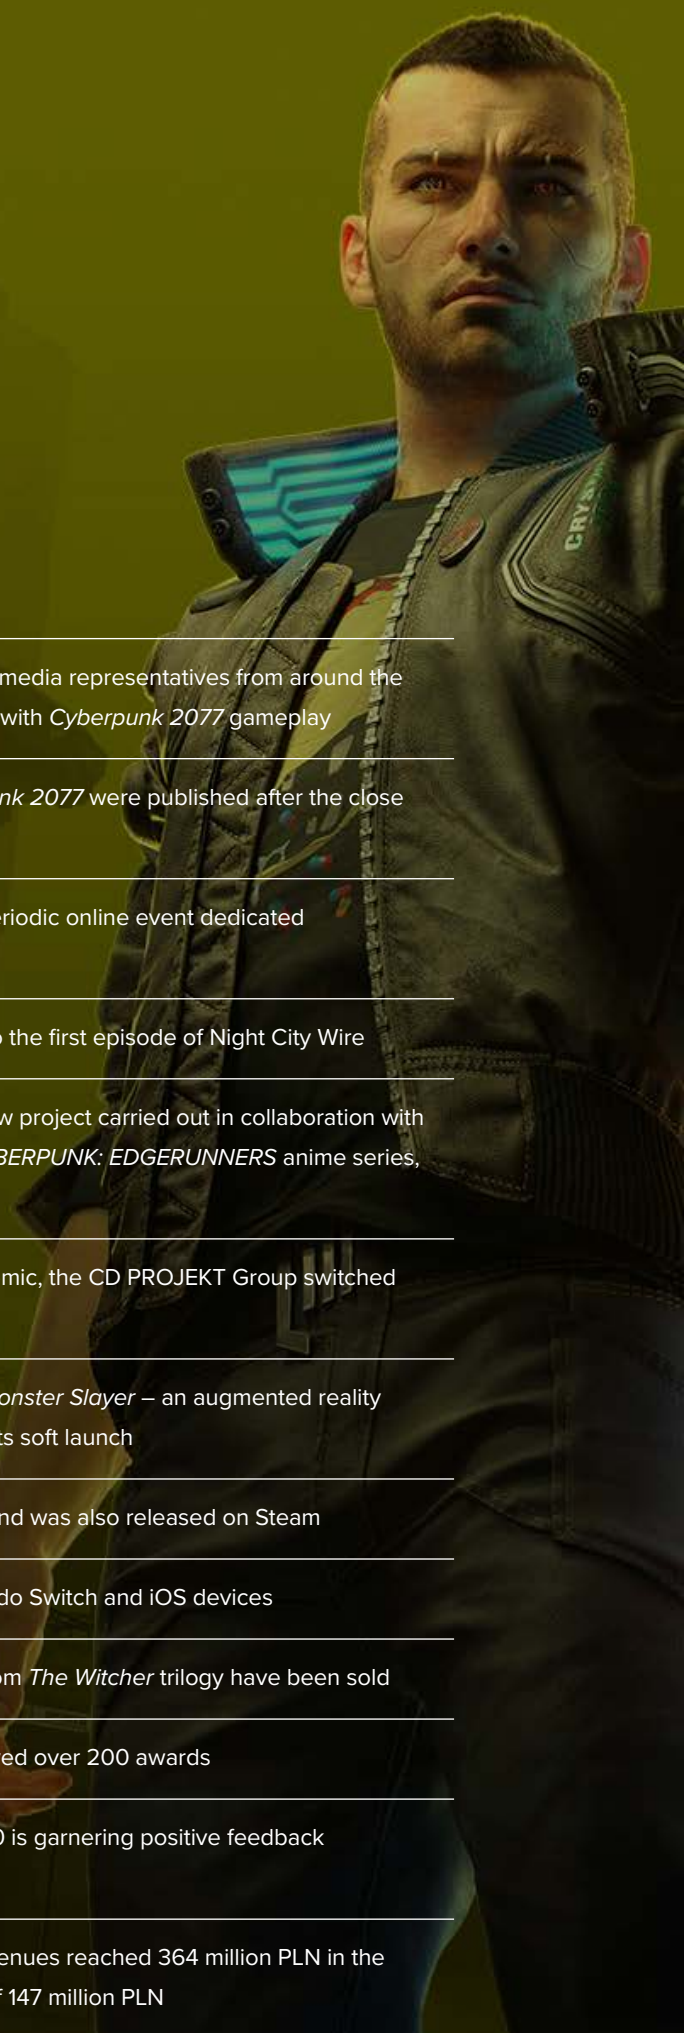 CRYS
media representatives from around the
with Cyberpunk 2077 gameplay
nk 2077 were published after the close
eriodic online event dedicated
the first episode of Night City Wire
w project carried out in collaboration with
BERPUNK: EDGERUNNERS anime series,
mic, the CD PROJEKT Group switched
onster Slayer – an augmented reality
ts soft launch
nd was also released on Steam
do Switch and iOS devices
om The Witcher trilogy have been sold
ed over 200 awards
is garnering positive feedback
enues reached 364 million PLN in the
147 million PLN